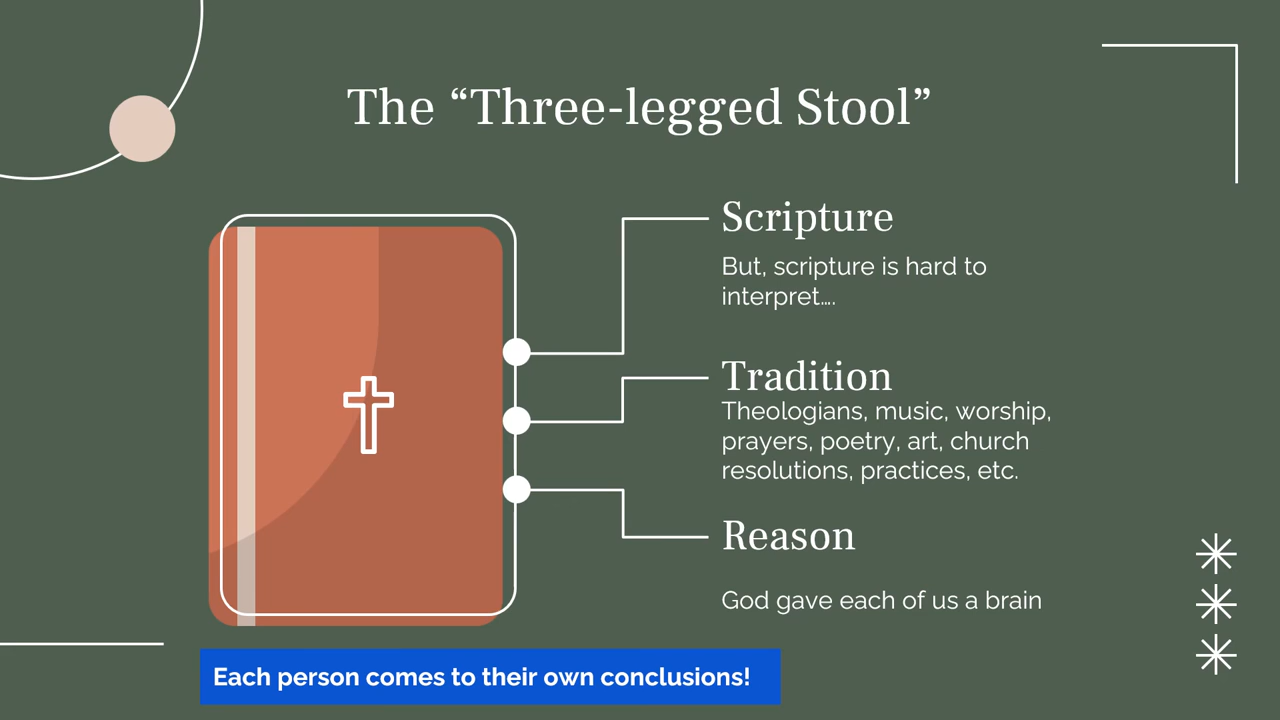 The “Three-legged Stool”
Scripture
But, scripture is hard to
interpret….
Tradition
Theologians, music, worship,
prayers, poetry, art, church
resolutions, practices, etc.
Reason
God gave each of us a brain
Each person comes to their own conclusions!